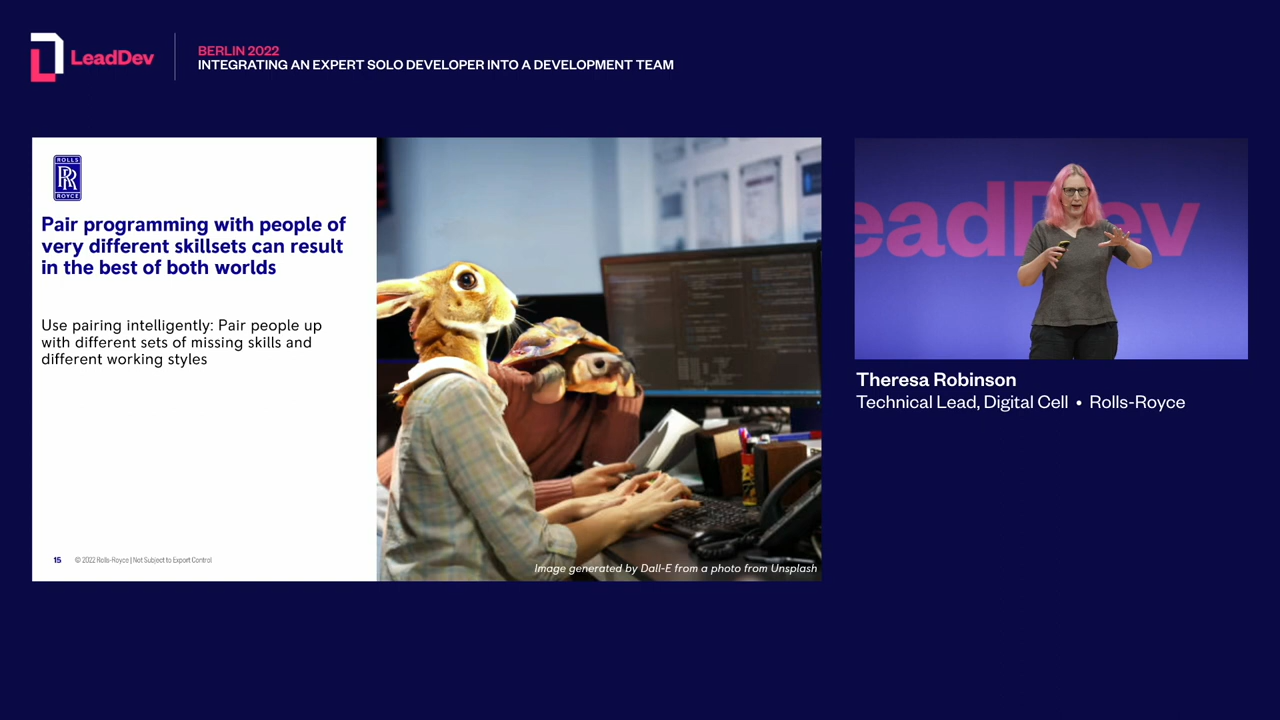 LeadDev
BERLIN 2022
INTEGRATING AN EXPERT SOLO DEVELOPER INTO A DEVELOPMENT TEAM
ROLLS
RR
ROYCE
Pair programming with people of
very different skillsets can result
in the best of both worlds
Use pairing intelligently: Pair people up
with different sets of missing skills and
different working styles
15 © 2022 Rolls-Royce | Not Subject to Export Control
Image generated by Dall-E from a photo from Unsplash
eadDev
Theresa Robinson
Technical Lead, Digital Cell • Rolls-Royce